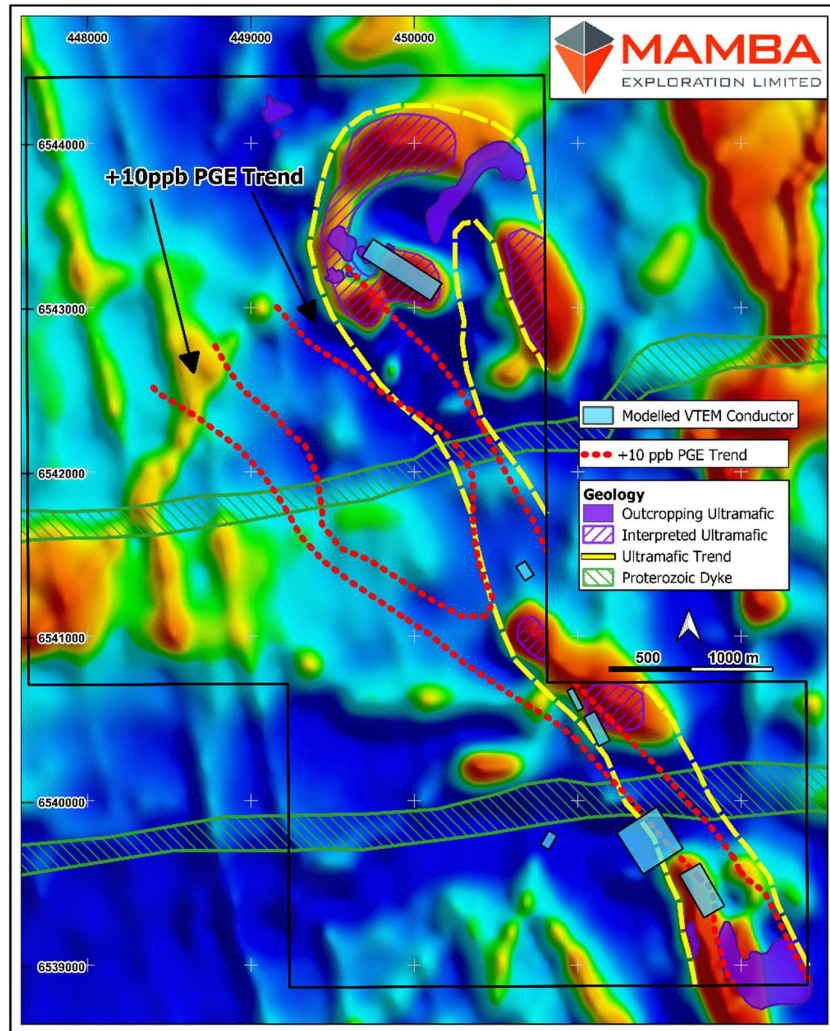 448000
449000
450000
MAMBA
EXPLORATION LIMITED
6544000
+10ppb PGE Trend
6543000
Modelled VTEM Conductor
+10 ppb PGE Trend
6542000
Geology
Outcropping Ultramafic
Interpreted Ultramafic
Ultramafic Trend
Proterozoic Dyke
6541000
500 1000 m
6540000
6539000